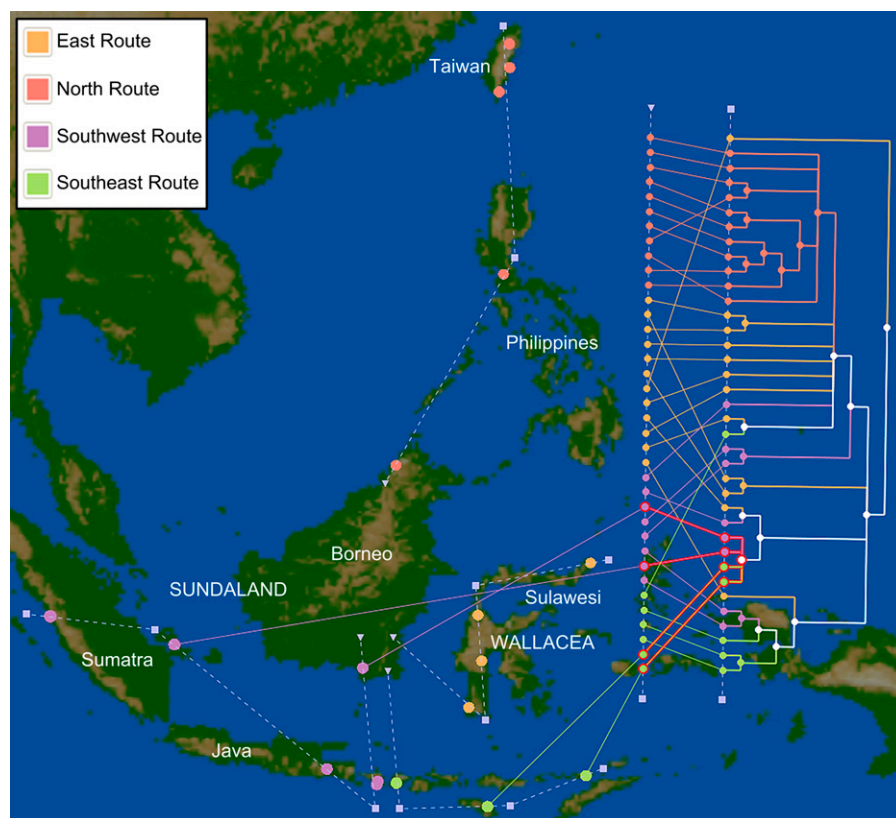 East Route
North Route
Southwest Route
Southeast Route
Taiwan
Philippines
Borneo
SUNDALAND
Sulawesi
WALLACEA
Sumatra
Java